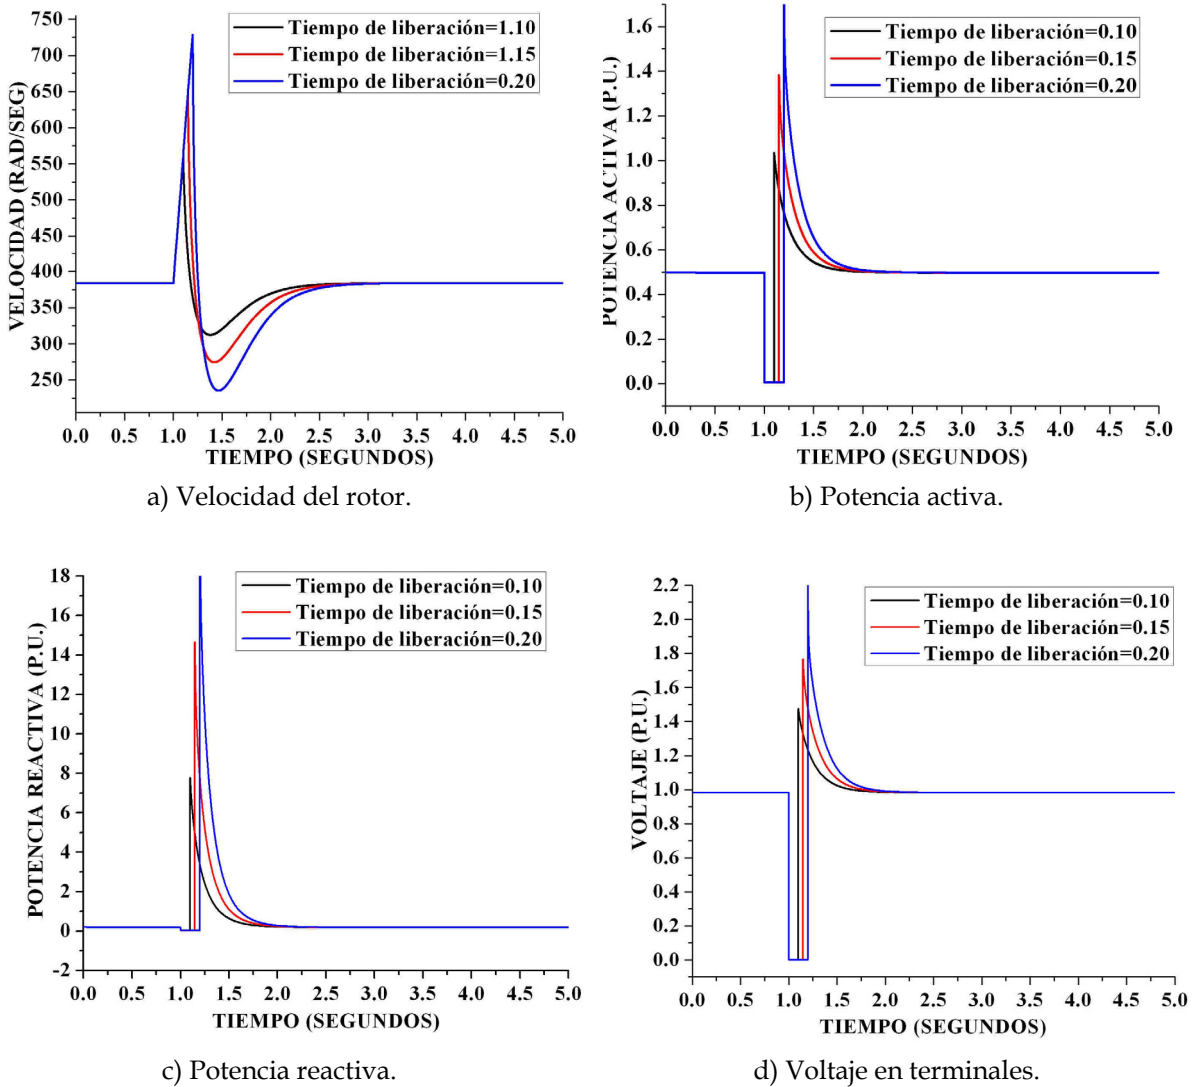 750
700
650
600
550
500
450
400
350
300
250
VELOCIDAD (RAD/SEG)
Tiempo de liberación=1.10
Tiempo de liberación=1.15
Tiempo de liberación=0.20
0.0 0.5 1.0 1.5 2.0 2.5 3.0 3.5 4.0 4.5 5.0
TIEMPO (SEGUNDOS)
a) Velocidad del rotor.
1.6
1.4
1.2
1.0
0.8
0.6
0.4
0.2
0.0
POTENCIA ACTIVA (P.U.)
Tiempo de liberación=0.10
Tiempo de liberación=0.15
Tiempo de liberación=0.20
0.0 0.5 1.0 1.5 2.0 2.5 3.0 3.5 4.0 4.5 5.0
TIEMPO (SEGUNDOS)
b) Potencia activa.
18
16
14
12
10
8
6
4
2
0
-2
POTENCIA REACTIVA (P.U.)
Tiempo de liberación=0.10
Tiempo de liberación=0.15
Tiempo de liberación=0.20
0.0 0.5 1.0 1.5 2.0 2.5 3.0 3.5 4.0 4.5 5.0
TIEMPO (SEGUNDOS)
c) Potencia reactiva.
2.2
2.0
1.8
1.6
1.4
1.2
1.0
0.8
0.6
0.4
0.2
0.0
VOLTAJE (P.U.)
Tiempo de liberación=0.10
Tiempo de liberación=0.15
Tiempo de liberación=0.20
0.0 0.5 1.0 1.5 2.0 2.5 3.0 3.5 4.0 4.5 5.0
TIEMPO (SEGUNDOS)
d) Voltaje en terminales.